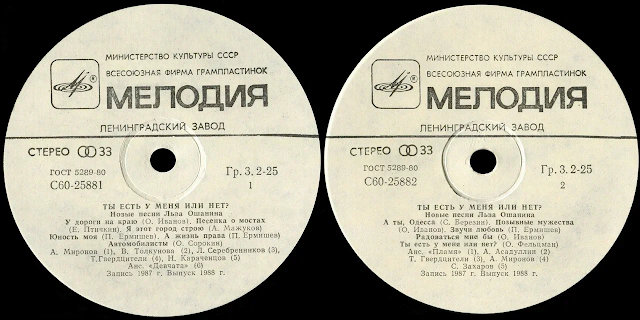 МИНИСТЕРСТВО КУЛЬТУРЫ СССР
ВСЕСОЮЗНАЯ ФИРМА ГРАМПЛАСТИНОК
МЕЛОДИЯ
ЛЕНИНГРАДСКИЙ ЗАВОД
СТЕРЕО 33
ГОСТ 5289-80
С60-25881
Гр. 3. 2-25
1
ТЫ ЕСТЬ У МЕНЯ ИЛИ НЕТ?
Новые песни Льва Ошанина
У дороги на краю (О. Иванов). Песенка о мостах
(Е. Птичкин). Я этот город строю (А. Мажуков)
Юность моя (П. Ермишев). А жизнь права (П. Ермишев)
Автомобилисты (О. Сорокин)
А. Миронов (1), В. Толкунова (2), Л. Серебренников (3),
Т. Гвердцители (4), Н. Караченцов (5)
Анс. «Девчата» (6)
Запись 1987 г. Выпуск 1988 г.
МИНИСТЕРСТВО КУЛЬТУРЫ СССР
ВСЕСОЮЗНАЯ ФИРМА ГРАМПЛАСТИНОК
МЕЛОДИЯ
ЛЕНИНГРАДСКИЙ ЗАВОД
СТЕРЕО 33
ГОСТ 5289-80
С60-25882
Гр. 3. 2-25
2
ТЫ ЕСТЬ У МЕНЯ ИЛИ НЕТ?
Новые песни Льва Ошанина
А ты, Одесса (С. Березин). Позывные мужества
(О. Иванов). Звучи любовь (П. Ермишев)
Радоваться мне бы (О. Иванов)
Ты есть у меня или нет? (О. Фельцман)
Анс. «Пламя» (1), А. Асадуллин (2)
Т. Гвердцители (3), А. Миронов (4)
С. Захаров (5)
Запись 1987 г. Выпуск 1988 г.